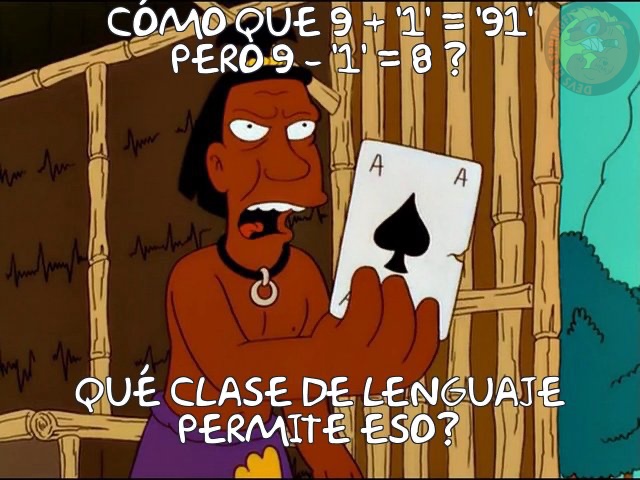 CÓMO QUE 9 + '1' = '91'
PERO 9 - '1' = 8 ?
A
A
A
QUÉ CLASE DE LENGUAJE
PERMITE ESO?